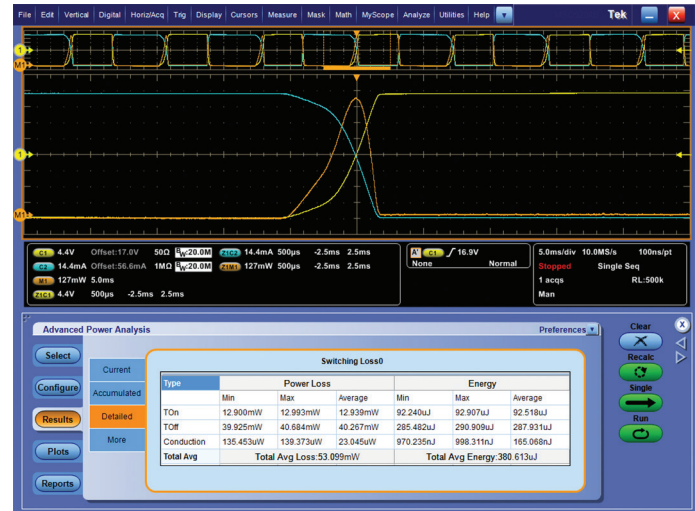 File Edit Vertical Digital Horiz/Acq Trig Display Cursors Measure Mask Math MyScope Analyze Utilities Help Tek X
1
M1
1
M1
C1 4.4V Offset:17.0V 50Ω BW:20.0M Z1C2 14.4mA 500µs -2.5ms 2.5ms
C2 14.4mA Offset:56.6mA 1MΩ BW:20.0M Z1M1 127mW 500µs -2.5ms 2.5ms
M1 127mW 5.0ms
Z1C1 4.4V 500µs -2.5ms 2.5ms
A' C1 16.9V
None Normal
5.0ms/div 10.0MS/s 100ns/pt
Stopped Single Seq
1 acqs RL:500k
Man
Advanced Power Analysis Preferences
Select
Configure
Results
Plots
Reports
Current
Accumulated
Detailed
More
Switching Loss0
Type Power Loss Energy
Min Max Average Min Max Average
TOn 12.900mW 12.993mW 12.939mW 92.240uJ 92.907uJ 92.518uJ
TOff 39.925mW 40.684mW 40.267mW 285.482uJ 290.909uJ 287.931uJ
Conduction 135.453uW 139.373uW 23.045uW 970.235nJ 998.311nJ 165.068nJ
Total Avg Total Avg Loss:53.099mW Total Avg Energy:380.613uJ
Clear
Recalc
Single
Run
X